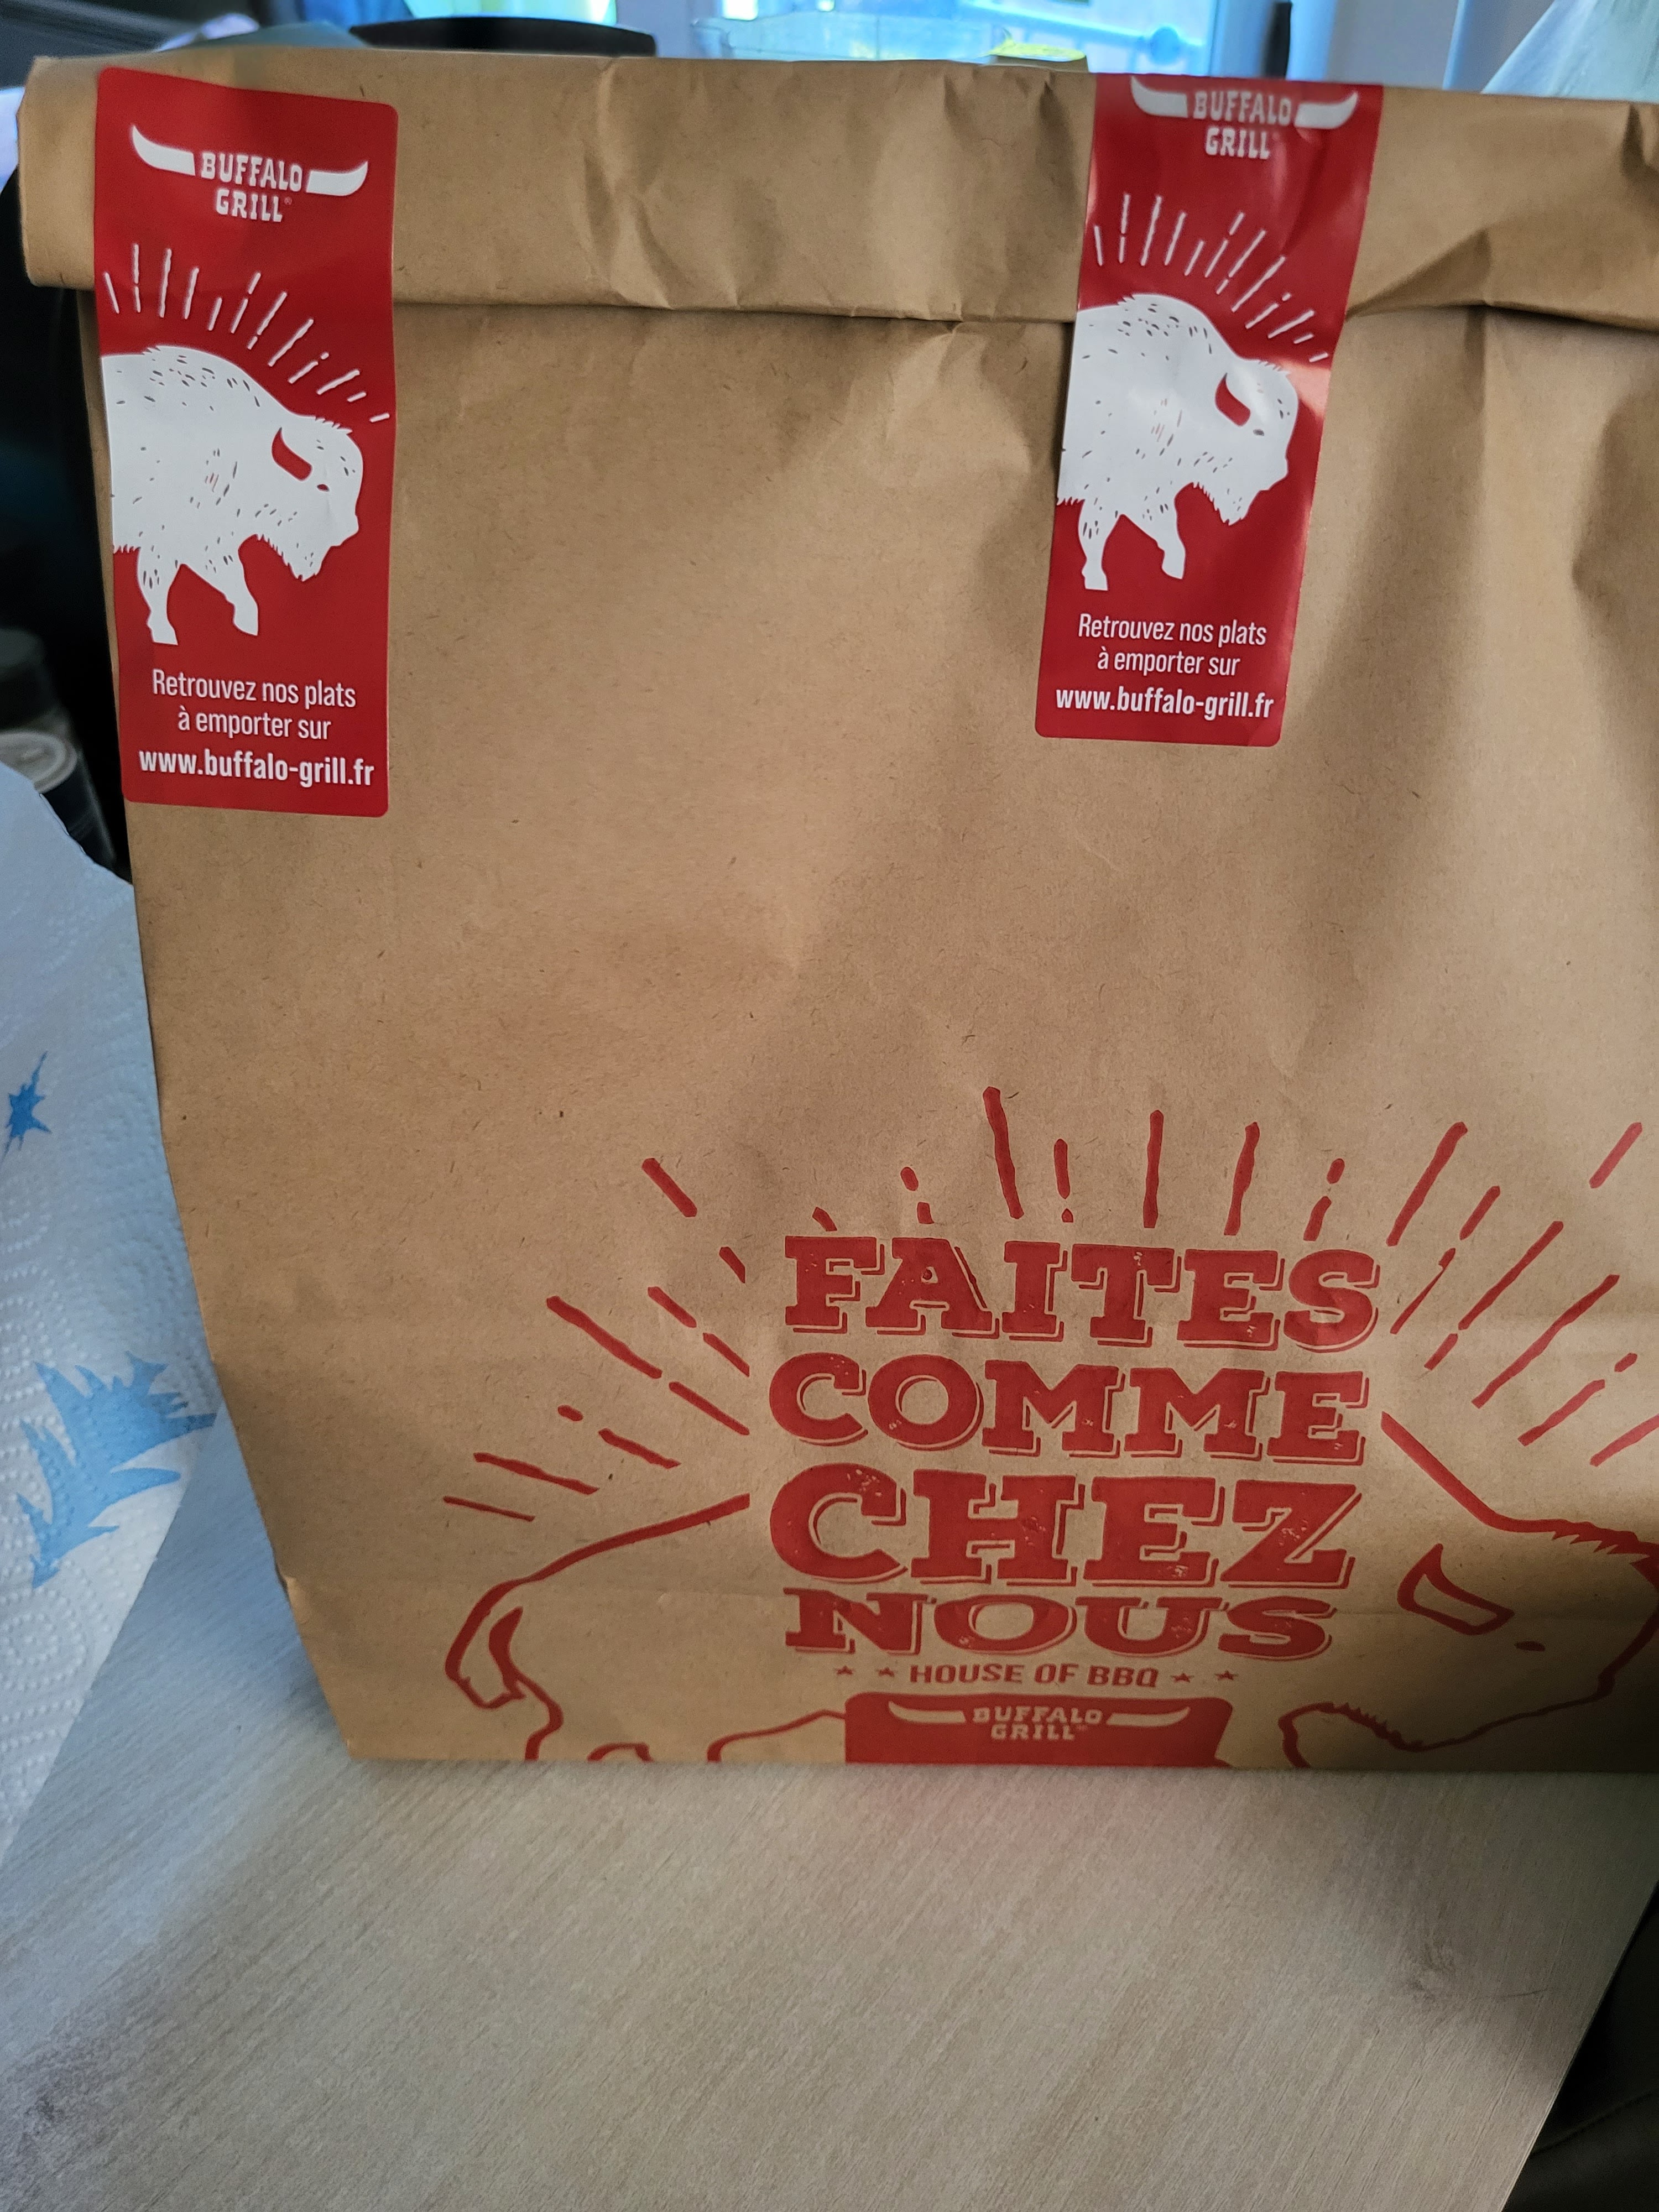 BUFFALO
GRILL
Retrouvez nos plats
à emporter sur
www.buffalo-grill.fr
BUFFALO
GRILL
Retrouvez nos plats
à emporter sur
www.buffalo-grill.fr
FAITES
COMME
CHEZ
NOUS
HOUSE OF BBQ
BUFFALO
GRILL